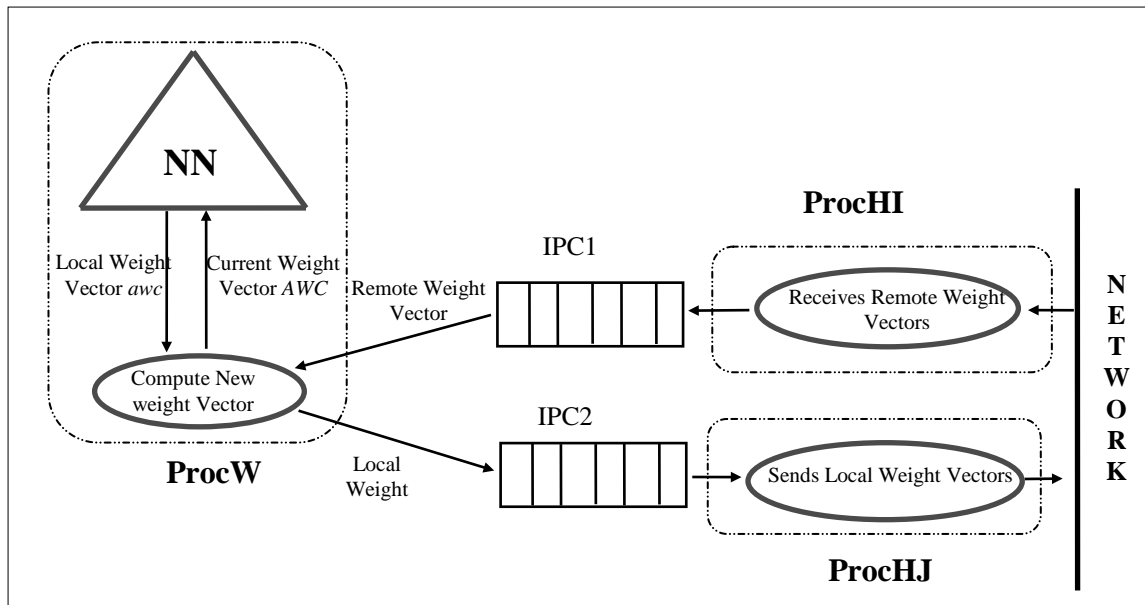 NN
Local Weight
Vector awc
Current Weight
Vector AWC
Compute New
weight Vector
ProcW
Remote Weight
Vector
Local
Weight
IPC1
IPC2
ProcHI
Receives Remote Weight
Vectors
Sends Local Weight Vectors
ProcHJ
N
E
T
W
O
R
K